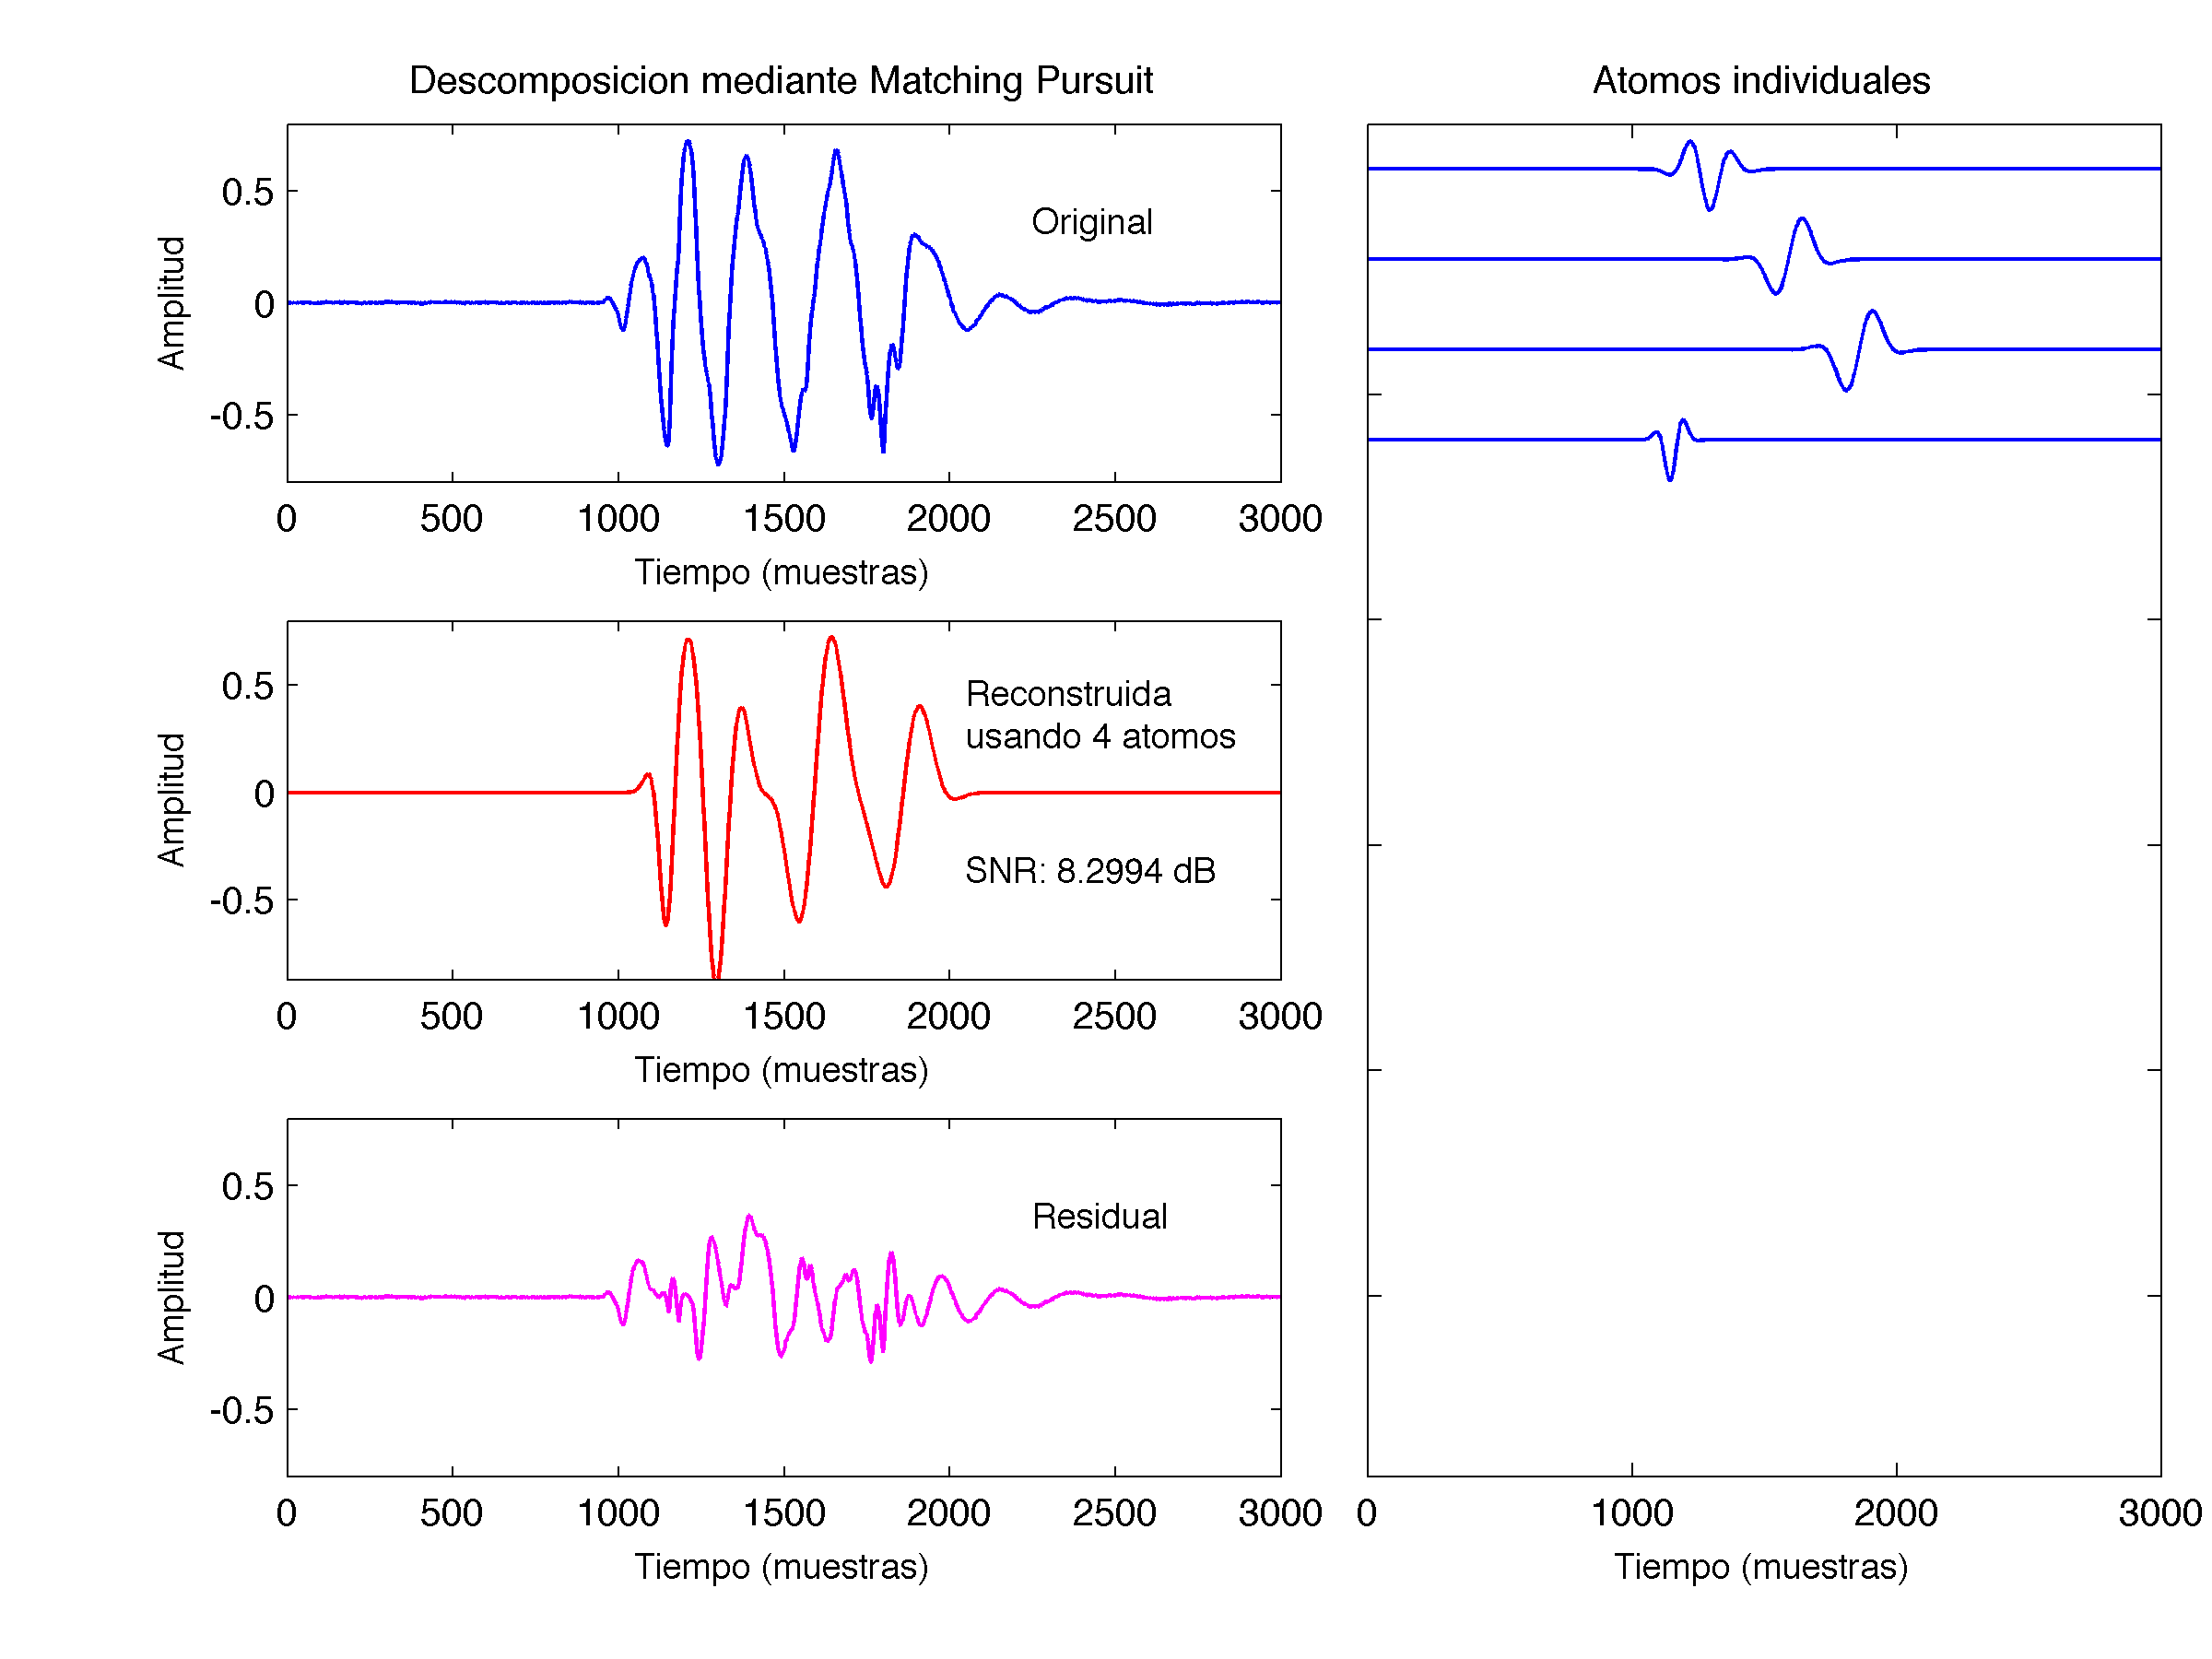 Descomposicion mediante Matching Pursuit
Amplitud
0.5
0
-0.5
Original
0 500 1000 1500 2000 2500 3000
Tiempo (muestras)
Amplitud
0.5
0
-0.5
Reconstruida
usando 4 atomos
SNR: 8.2994 dB
0 500 1000 1500 2000 2500 3000
Tiempo (muestras)
Amplitud
0.5
0
-0.5
Residual
0 500 1000 1500 2000 2500 3000
Tiempo (muestras)
Atomos individuales
0 1000 2000 3000
Tiempo (muestras)